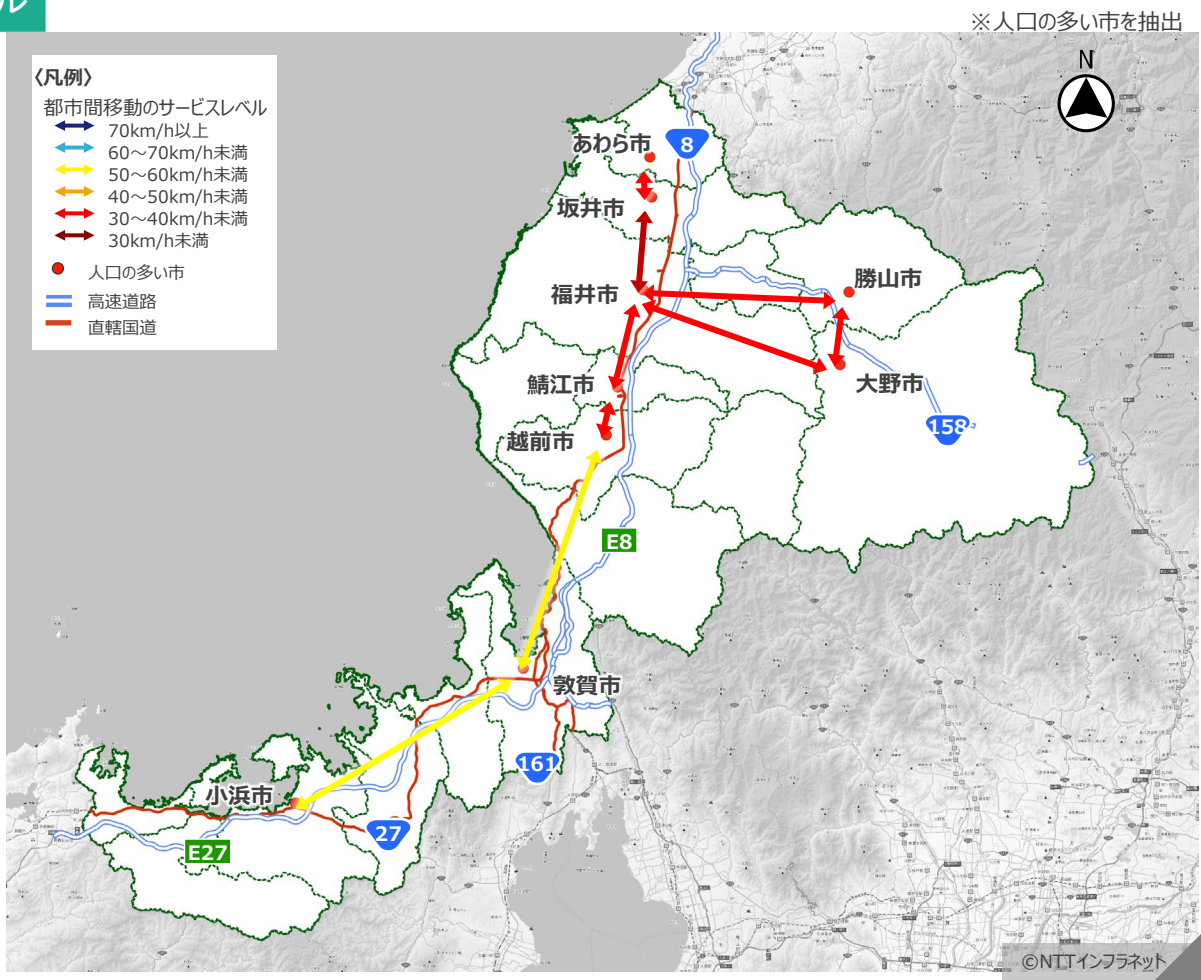 ル
※人口の多い市を抽出
〈凡例〉
都市間移動のサービスレベル
70km/h以上
60～70km/h未満
50～60km/h未満
40～50km/h未満
30～40km/h未満
30km/h未満
人口の多い市
高速道路
直轄国道
N
あわら市
8
坂井市
福井市
勝山市
鯖江市
大野市
越前市
158
E8
敦賀市
161
小浜市
27
E27
©NTTインフラネット